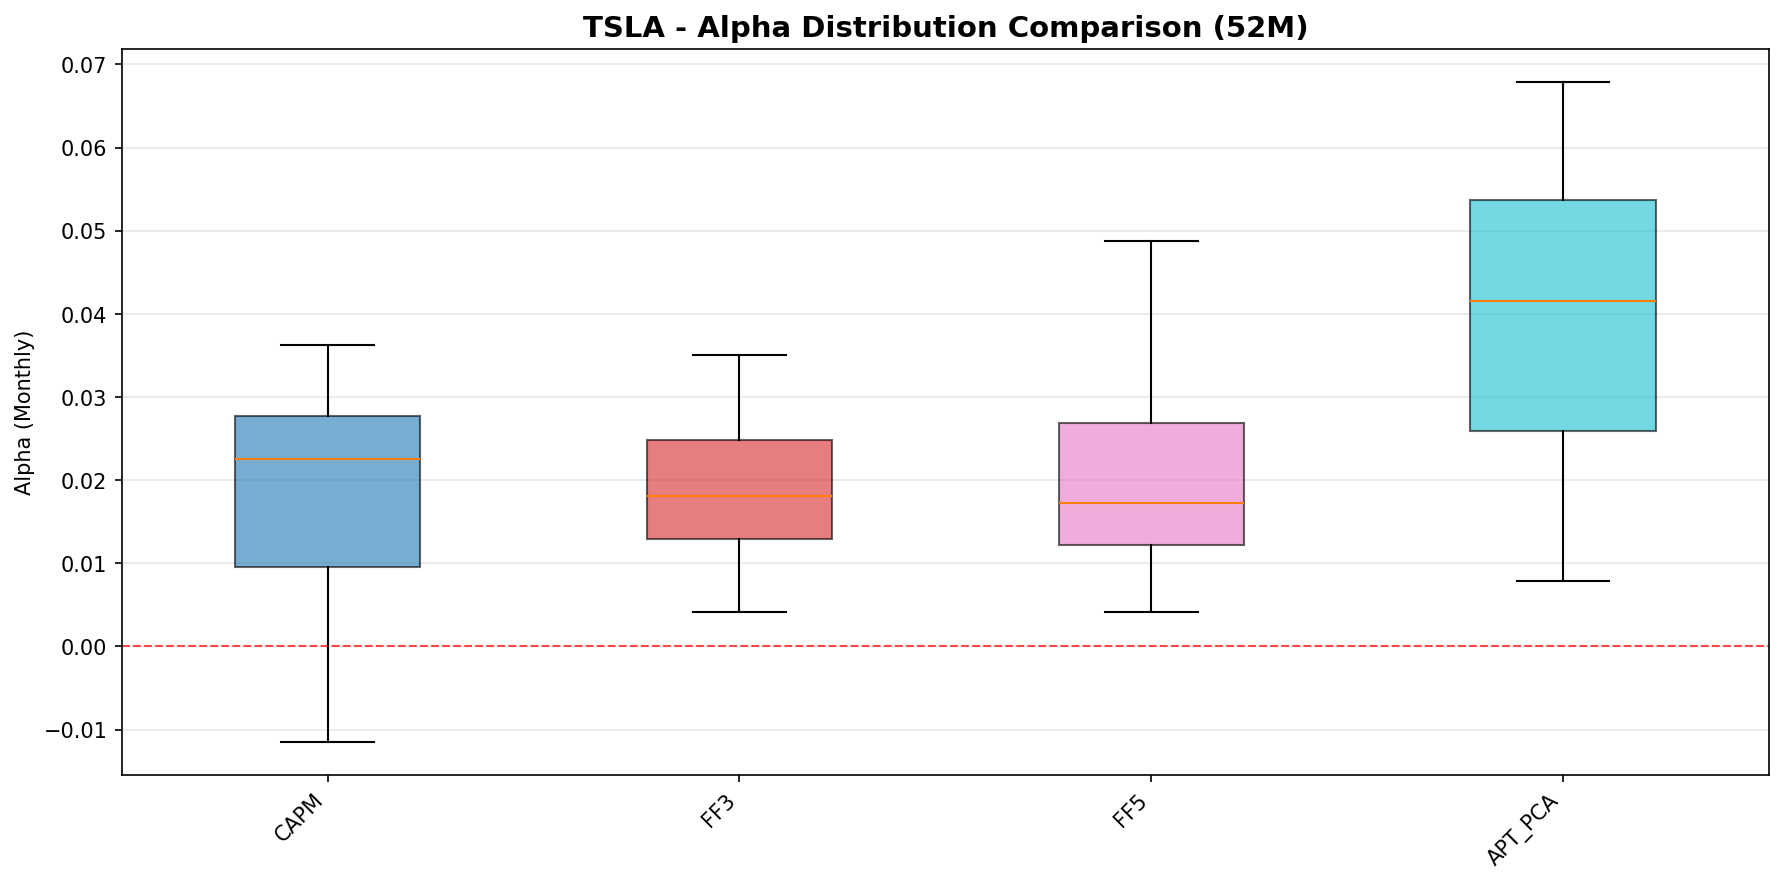 TSLA - Alpha Distribution Comparison (52M)
Alpha (Monthly)
0.07
0.06
0.05
0.04
0.03
0.02
0.01
0.00
−0.01
CAPM
FF3
FF5
APT_PCA